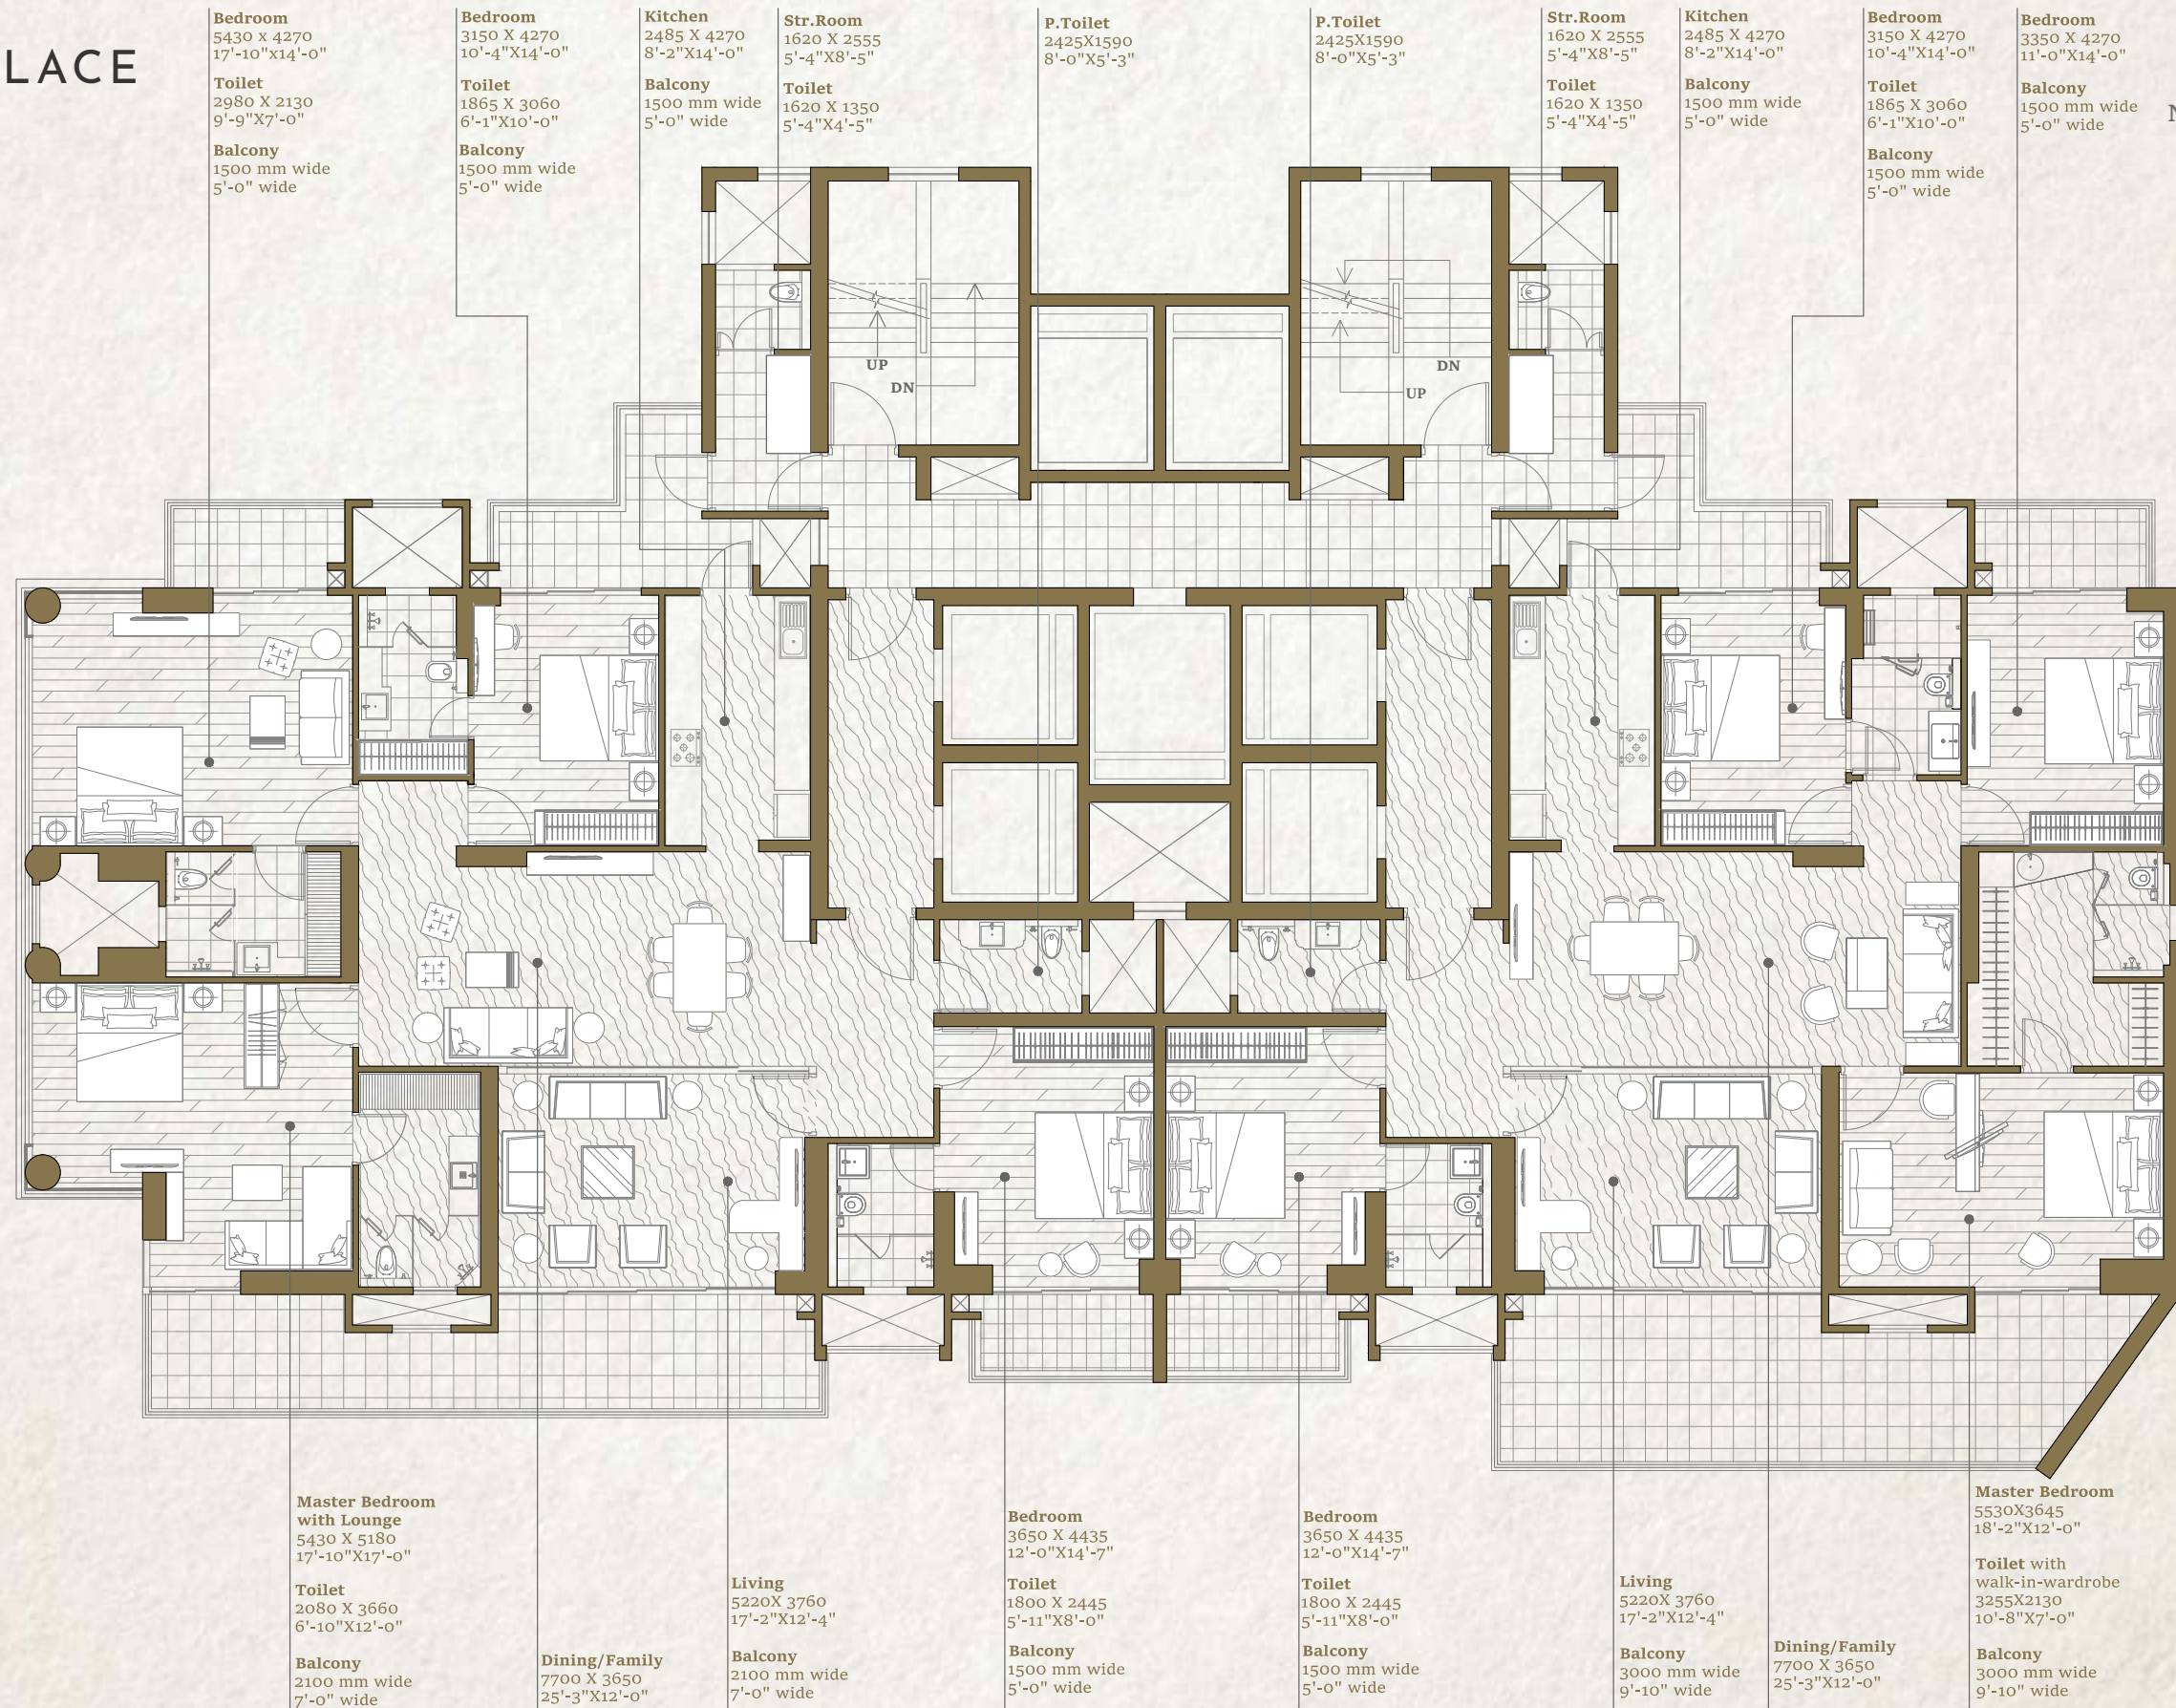 LACE
Bedroom
5430 x 4270
17'-10"x14'-0"
Toilet
2980 X 2130
9'-9"X7'-0"
Balcony
1500 mm wide
5'-0" wide
Bedroom
3150 X 4270
10'-4"X14'-0"
Toilet
1865 X 3060
6'-1"X10'-0"
Balcony
1500 mm wide
5'-0" wide
Kitchen
2485 X 4270
8'-2"X14'-0"
Balcony
1500 mm wide
5'-0" wide
Str.Room
1620 X 2555
5'-4"X8'-5"
Toilet
1620 X 1350
5'-4"X4'-5"
P.Toilet
2425X1590
8'-0"X5'-3"
P.Toilet
2425X1590
8'-0"X5'-3"
Str.Room
1620 X 2555
5'-4"X8'-5"
Toilet
1620 X 1350
5'-4"X4'-5"
Kitchen
2485 X 4270
8'-2"X14'-0"
Balcony
1500 mm wide
5'-0" wide
Bedroom
3150 X 4270
10'-4"X14'-0"
Toilet
1865 X 3060
6'-1"X10'-0"
Balcony
1500 mm wide
5'-0" wide
Bedroom
3350 X 4270
11'-0"X14'-0"
Balcony
1500 mm wide
5'-0" wide
UP
DN
DN
UP
Master Bedroom
with Lounge
5430 X 5180
17'-10"X17'-0"
Toilet
2080 X 3660
6'-10"X12'-0"
Balcony
2100 mm wide
7'-0" wide
Dining/Family
7700 X 3650
25'-3"X12'-0"
Living
5220X 3760
17'-2"X12'-4"
Balcony
2100 mm wide
7'-0" wide
Bedroom
3650 X 4435
12'-0"X14'-7"
Toilet
1800 X 2445
5'-11"X8'-0"
Balcony
1500 mm wide
5'-0" wide
Bedroom
3650 X 4435
12'-0"X14'-7"
Toilet
1800 X 2445
5'-11"X8'-0"
Balcony
1500 mm wide
5'-0" wide
Living
5220X 3760
17'-2"X12'-4"
Balcony
3000 mm wide
9'-10" wide
Dining/Family
7700 X 3650
25'-3"X12'-0"
Master Bedroom
5530X3645
18'-2"X12'-0"
Toilet with
walk-in-wardrobe
3255X2130
10'-8"X7'-0"
Balcony
3000 mm wide
9'-10" wide